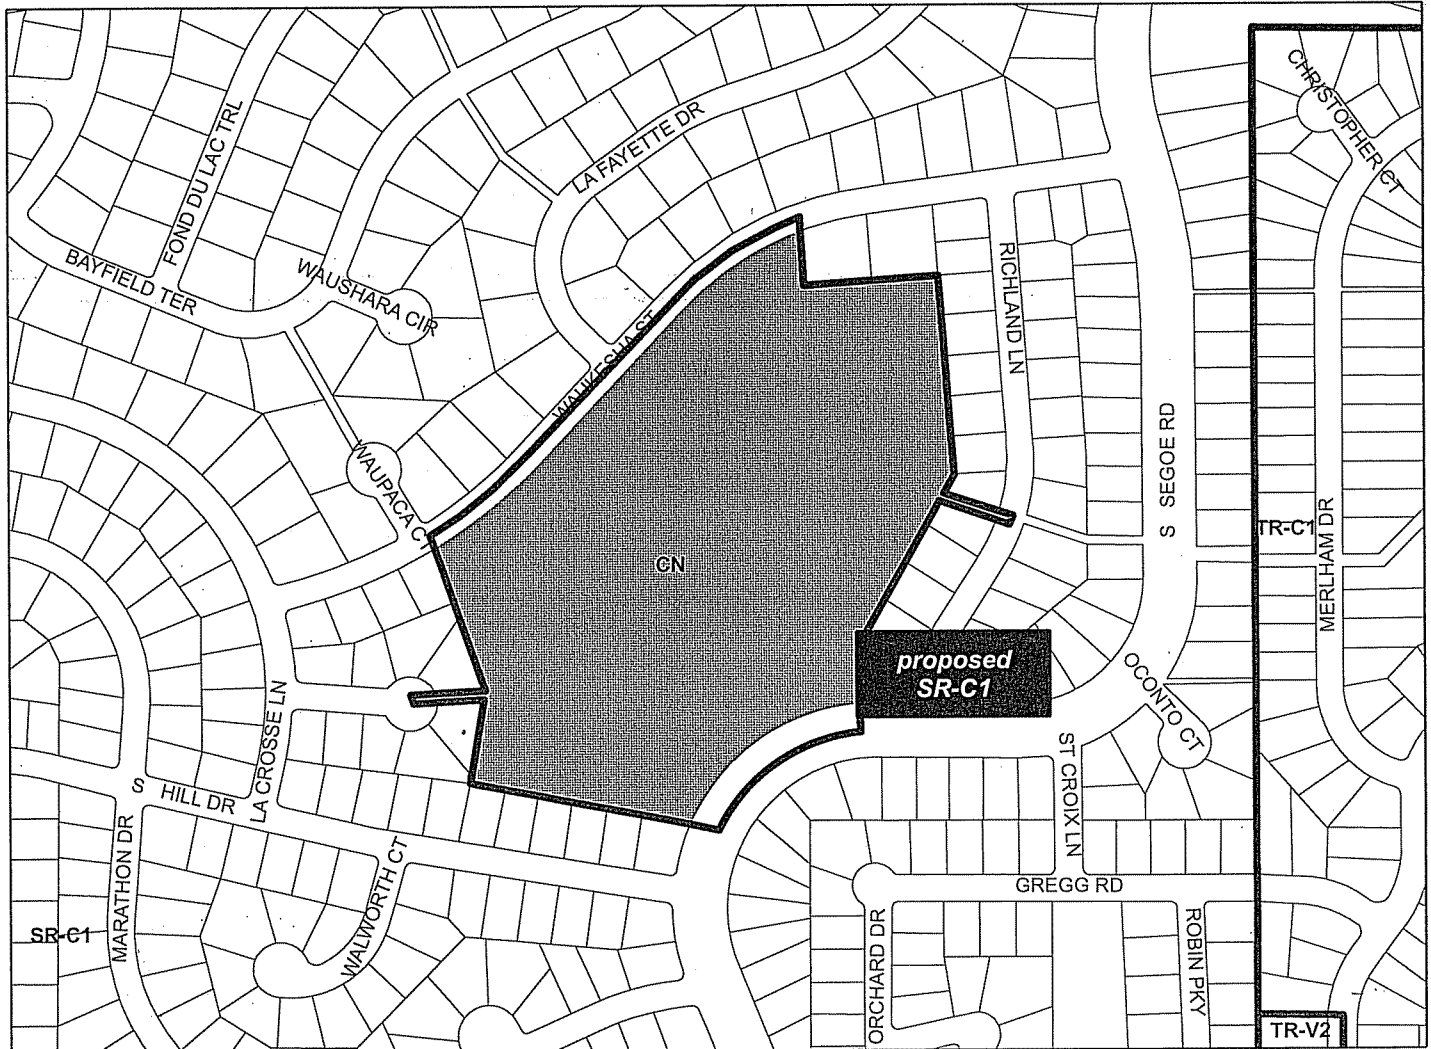 CHRISTOPHER CT
LA FAYETTE DR
FOND DU LAC TRL
BAYFIELD TER
WAUSHARA CIR
RICHLAND LN
WAUKESHA ST
S SEGOE RD
WAUPACA CT
TR-C1
MERLHAM DR
CN
proposed
SR-C1
OCONTO CT
LA CROSSE LN
ST CROIX LN
S HILL DR
MARATHON DR
WALWORTH CT
GREGG RD
SR-C1
ORCHARD DR
ROBIN PKY
TR-V2